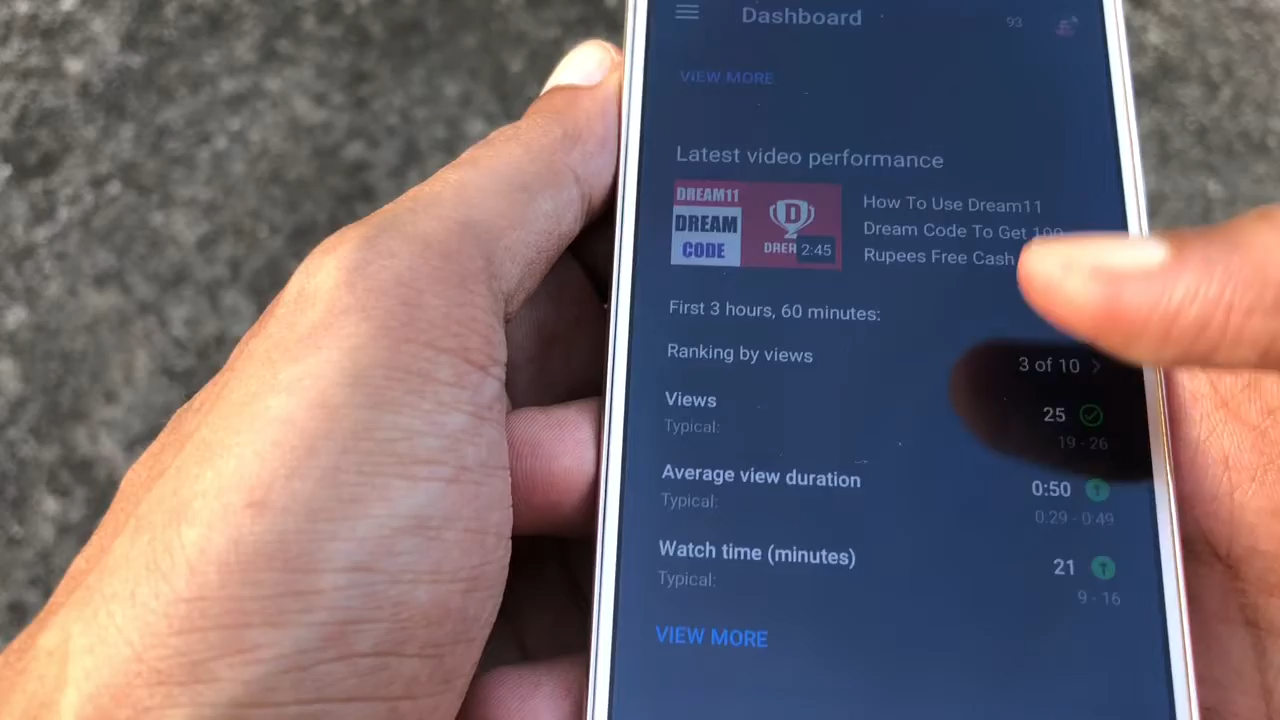 Dashboard
93
VIEW MORE
Latest video performance
DREAM11
DREAM
CODE
D
2:45
How To Use Dream11
Dream Code To Get 100
Rupees Free Cash
First 3 hours, 60 minutes:
Ranking by views
3 of 10 >
Views
25
Typical:
19 - 26
Average view duration
0:50
Typical:
0:29 - 0:49
Watch time (minutes)
21
Typical:
9 - 16
VIEW MORE